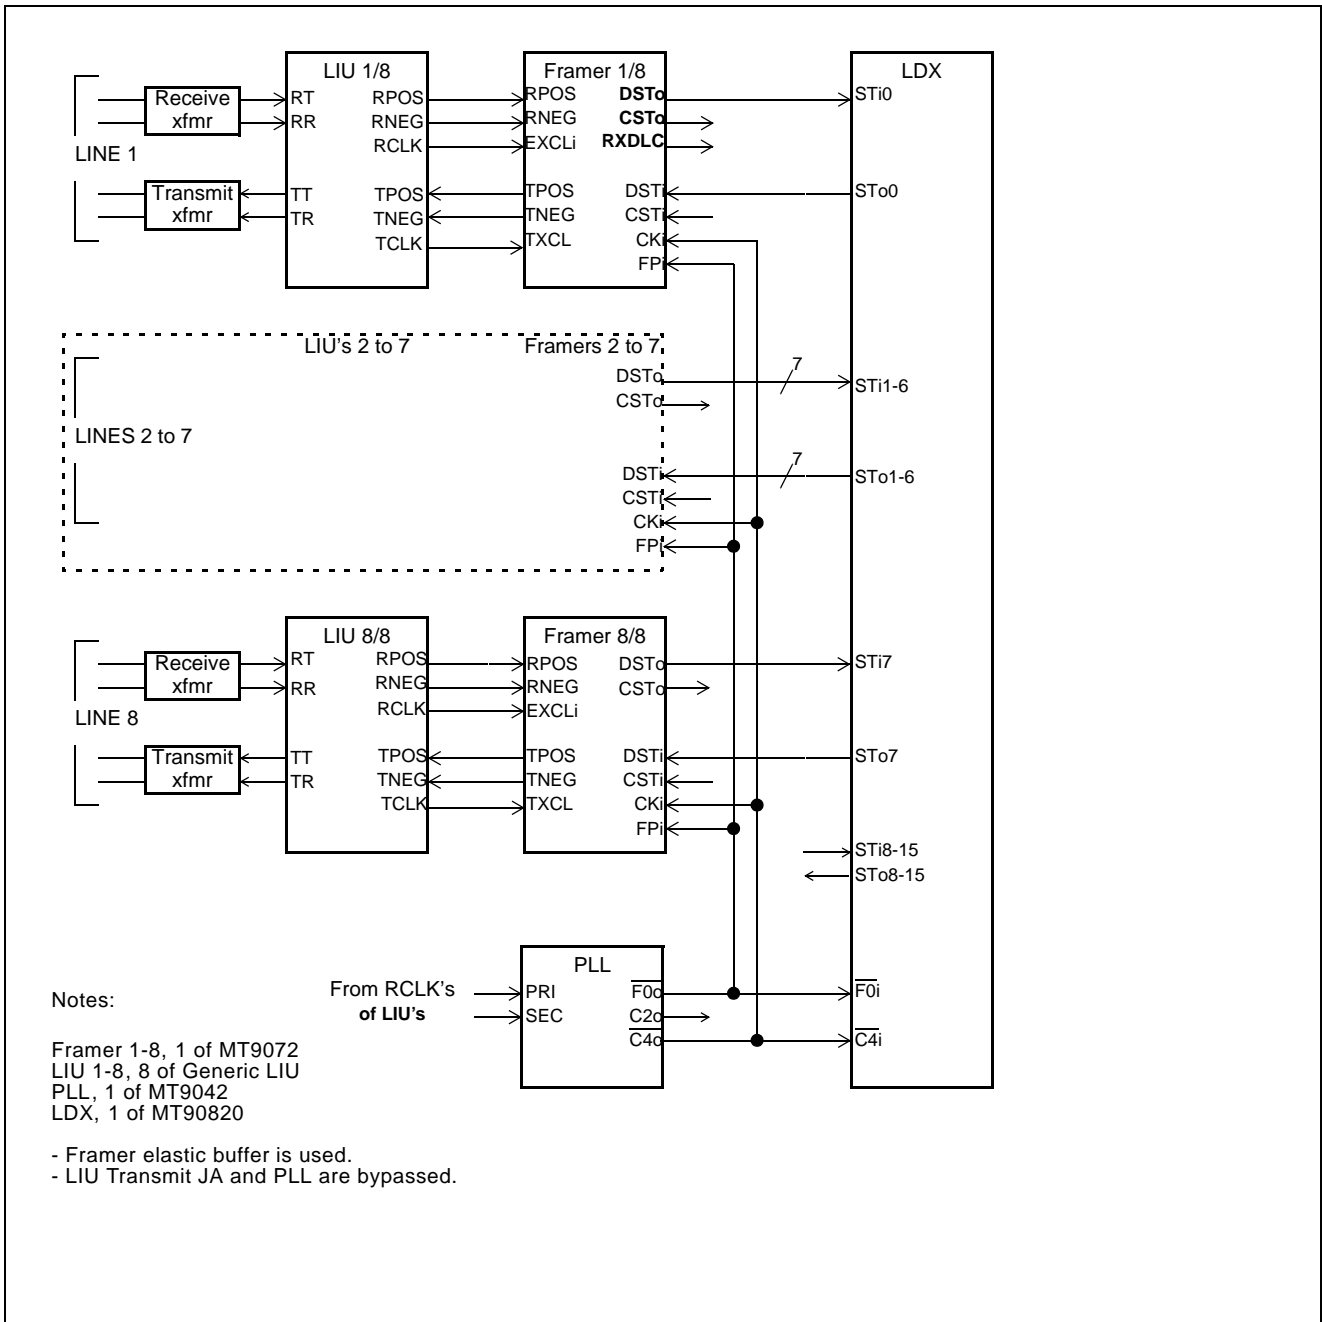 LIU 1/8
Framer 1/8
LDX
Receive
xfmr
RT
RR
RPOS
RNEG
RCLK
RPOS
RNEG
EXCLi
DSTo
CSTo
RXDLC
STi0
LINE 1
Transmit
xfmr
TT
TR
TPOS
TNEG
TCLK
TPOS
TNEG
TXCL
DSTi
CSTi
CKi
FPi
STo0
LIU's 2 to 7
Framers 2 to 7
DSTo
CSTo
7
STi1-6
LINES 2 to 7
DSTi
CSTi
CKi
FPi
7
STo1-6
LIU 8/8
Framer 8/8
Receive
xfmr
RT
RR
RPOS
RNEG
RCLK
RPOS
RNEG
EXCLi
DSTo
CSTo
STi7
LINE 8
Transmit
xfmr
TT
TR
TPOS
TNEG
TCLK
TPOS
TNEG
TXCL
DSTi
CSTi
CKi
FPi
STo7
STi8-15
STo8-15
PLL
From RCLK's
of LIU's
PRI
SEC
F0o
C2o
C4o
F0i
C4i
Notes:
Framer 1-8, 1 of MT9072
LIU 1-8, 8 of Generic LIU
PLL, 1 of MT9042
LDX, 1 of MT90820
- Framer elastic buffer is used.
- LIU Transmit JA and PLL are bypassed.